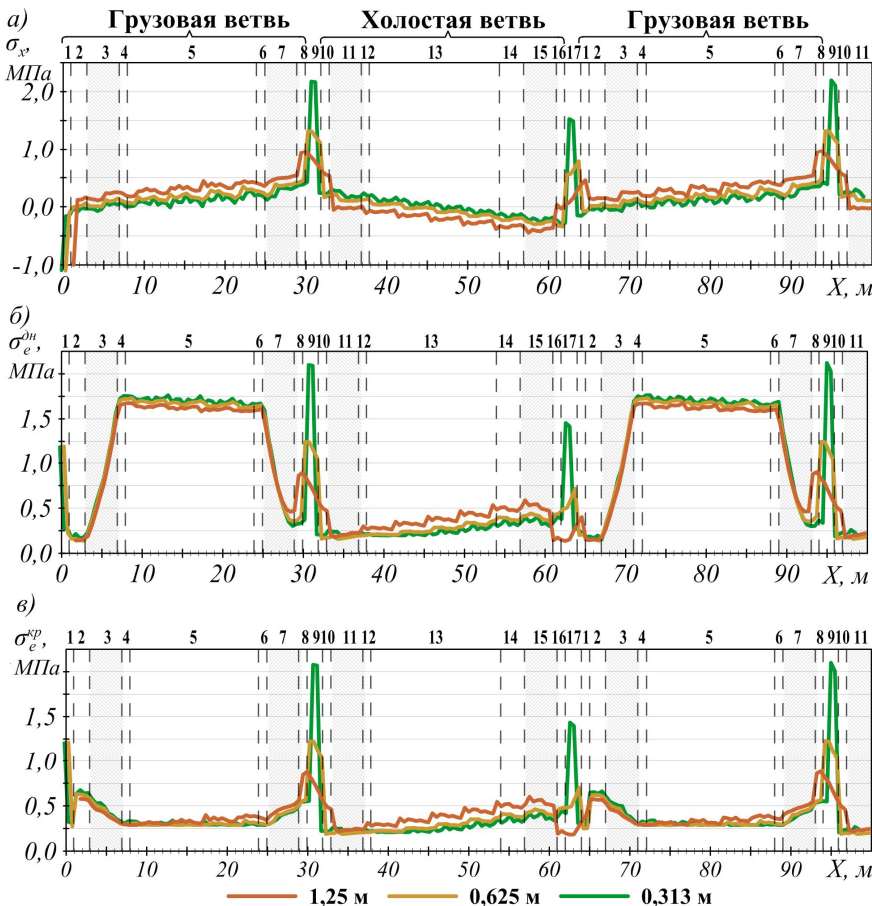 а)
Грузовая ветвь Холостая ветвь Грузовая ветвь
σₓ,
МПа
1 2 3 4 5 6 7 8 9 10 11 12 13 14 15 16 17 1 2 3 4 5 6 7 8 9 10 11
2,0
1,0
0,0
-1,0
0 10 20 30 40 50 60 70 80 90 X, м
б)
σₑᵈⁿ,
МПа
1 2 3 4 5 6 7 8 9 10 11 12 13 14 15 16 17 1 2 3 4 5 6 7 8 9 10 11
1,5
1,0
0,5
0,0
0 10 20 30 40 50 60 70 80 90 X, м
в)
σₑᵏᵖ,
МПа
1 2 3 4 5 6 7 8 9 10 11 12 13 14 15 16 17 1 2 3 4 5 6 7 8 9 10 11
1,5
1,0
0,5
0,0
0 10 20 30 40 50 60 70 80 90 X, м
1,25 м 0,625 м 0,313 м